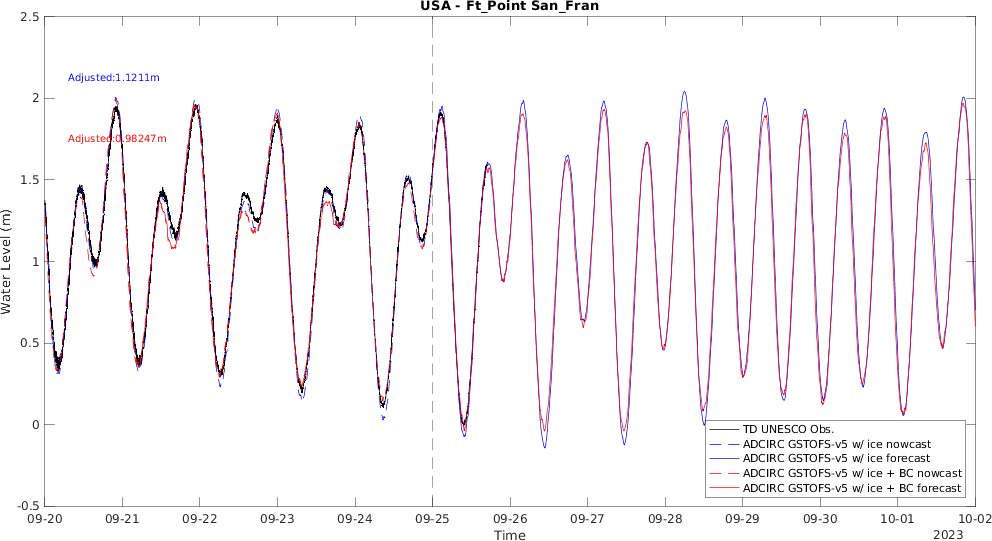 USA - Ft_Point San_Fran
2.5
2
1.5
1
0.5
0
-0.5
Water Level (m)
Adjusted:1.1211m
Adjusted:0.98247m
TD UNESCO Obs.
ADCIRC GSTOFS-v5 w/ ice nowcast
ADCIRC GSTOFS-v5 w/ ice forecast
ADCIRC GSTOFS-v5 w/ ice + BC nowcast
ADCIRC GSTOFS-v5 w/ ice + BC forecast
09-20 09-21 09-22 09-23 09-24 09-25 09-26 09-27 09-28 09-29 09-30 10-01 10-02
Time
2023